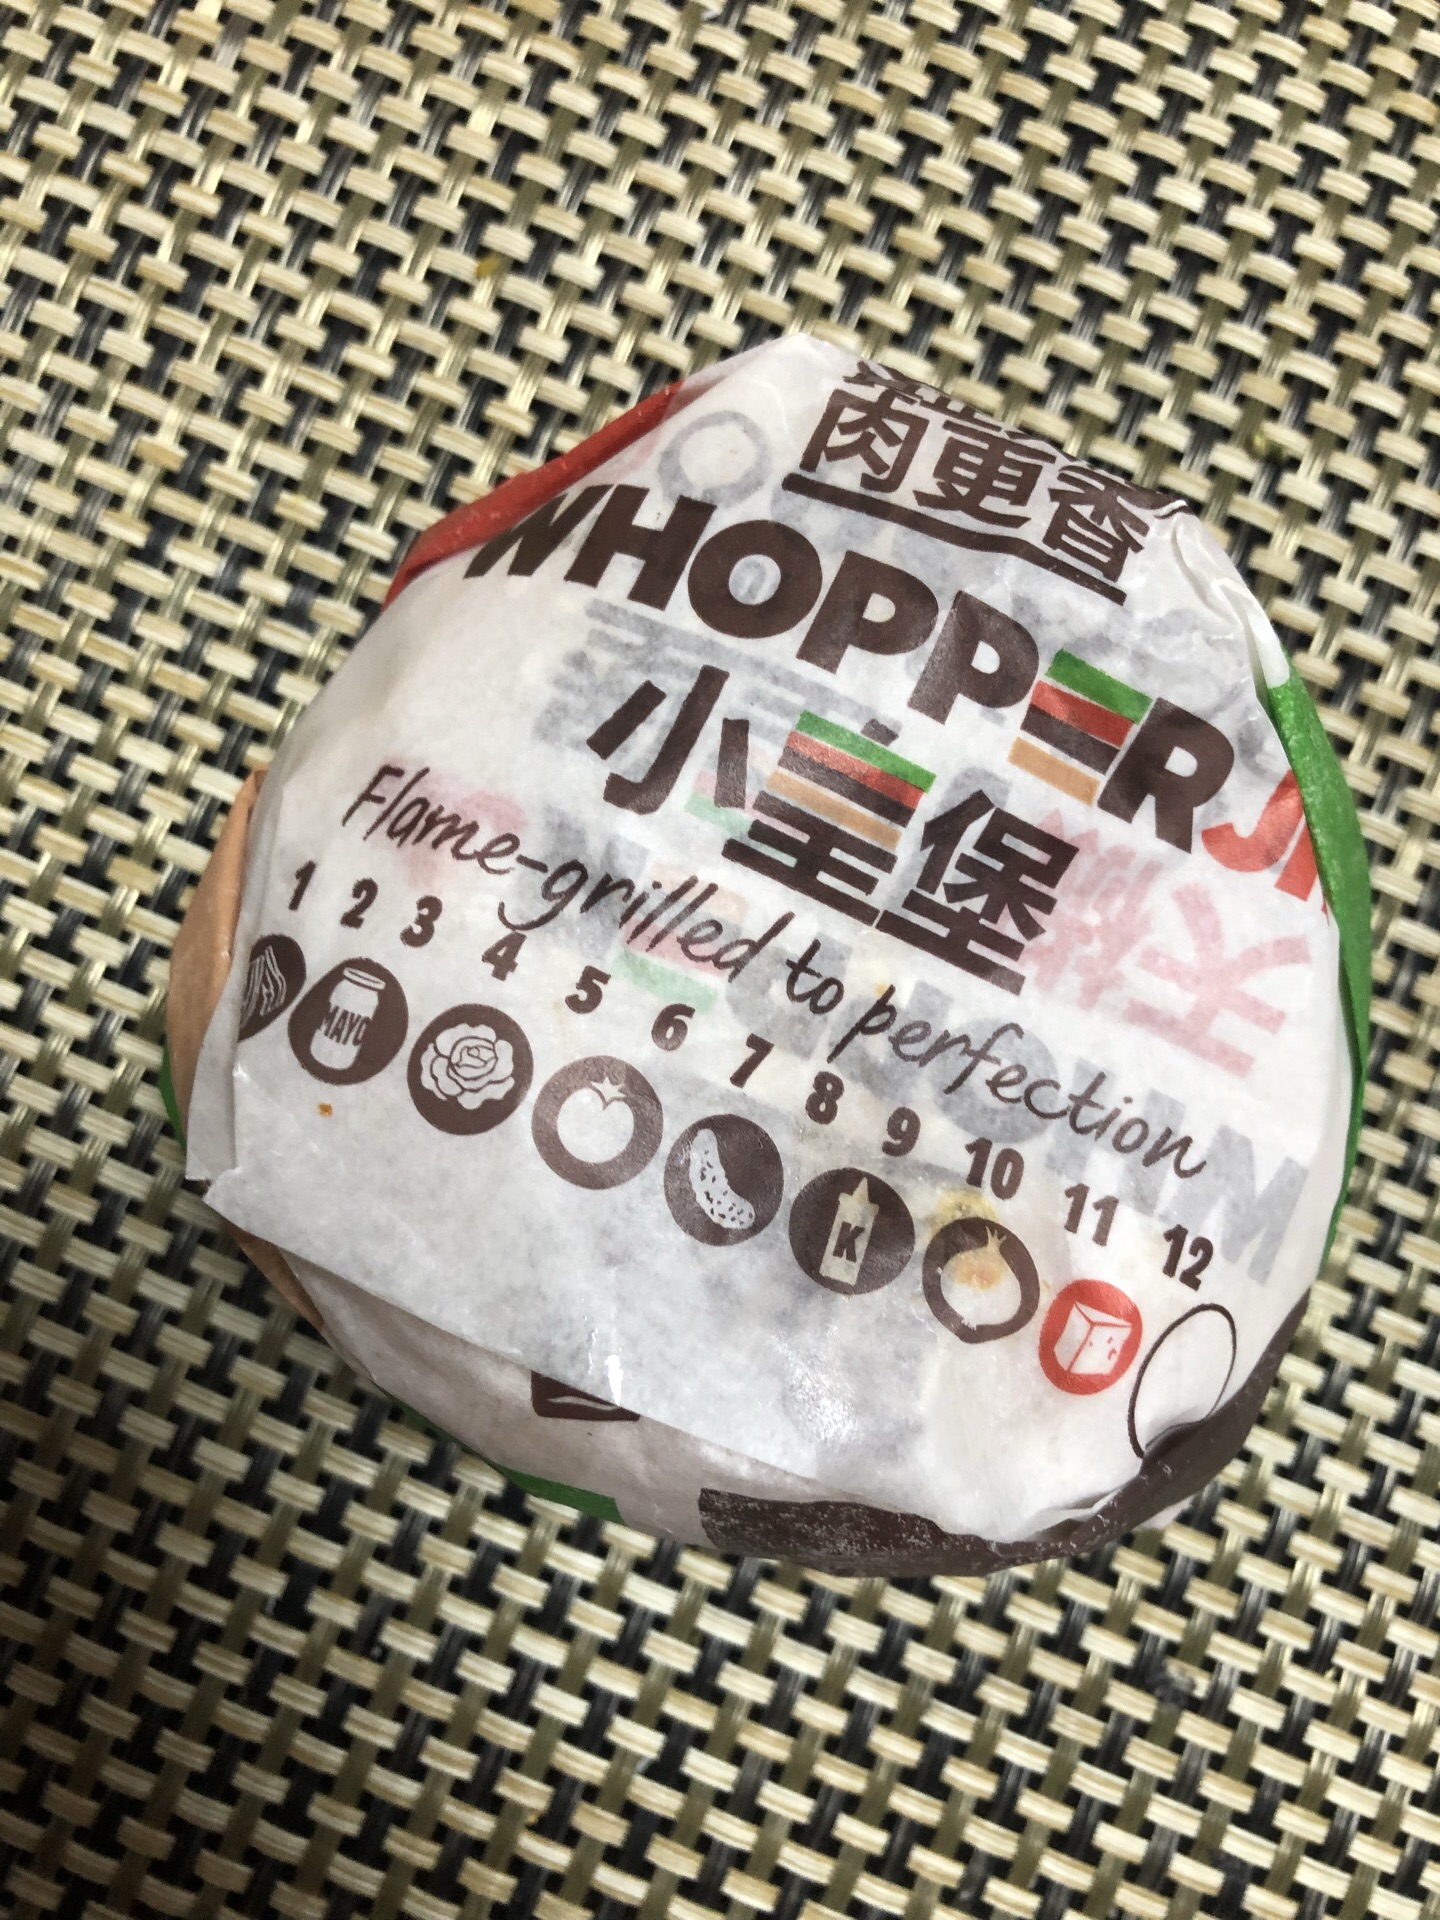 肉更香
WHOPPER
小皇堡
Flame-grilled to perfection
1 2 3 4 5 6 7 8 9 10 11 12
MAYO
K